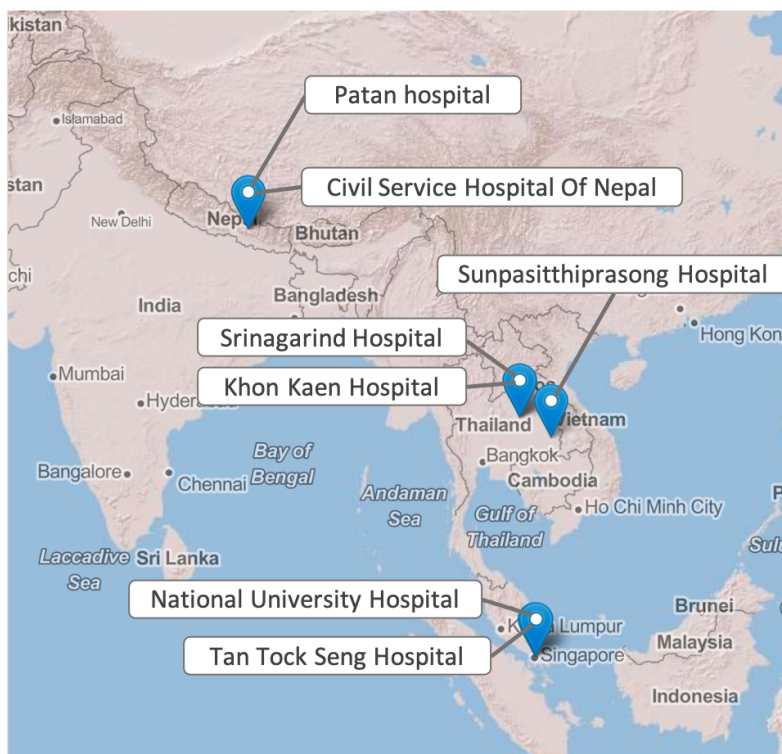 kistan
Patan hospital
Islamabad
Civil Service Hospital Of Nepal
stan
New Delhi
Nepal
Bhutan
Sunpasitthiprasong Hospital
chi
India
Bangladesh
Srinagarind Hospital
Hong Kon
Mumbai
Khon Kaen Hospital
Hyderabad
Thailand
Vietnam
Bay of
Bengal
Bangkok
Bangalore
Chennai
Cambodia
Andaman
Sea
Gulf of
Thailand
Ho Chi Minh City
P
Laccadive
Sea
Sri Lanka
Sulu
National University Hospital
Brunei
Lumpur
Malaysia
Tan Tock Seng Hospital
Singapore
Indonesia